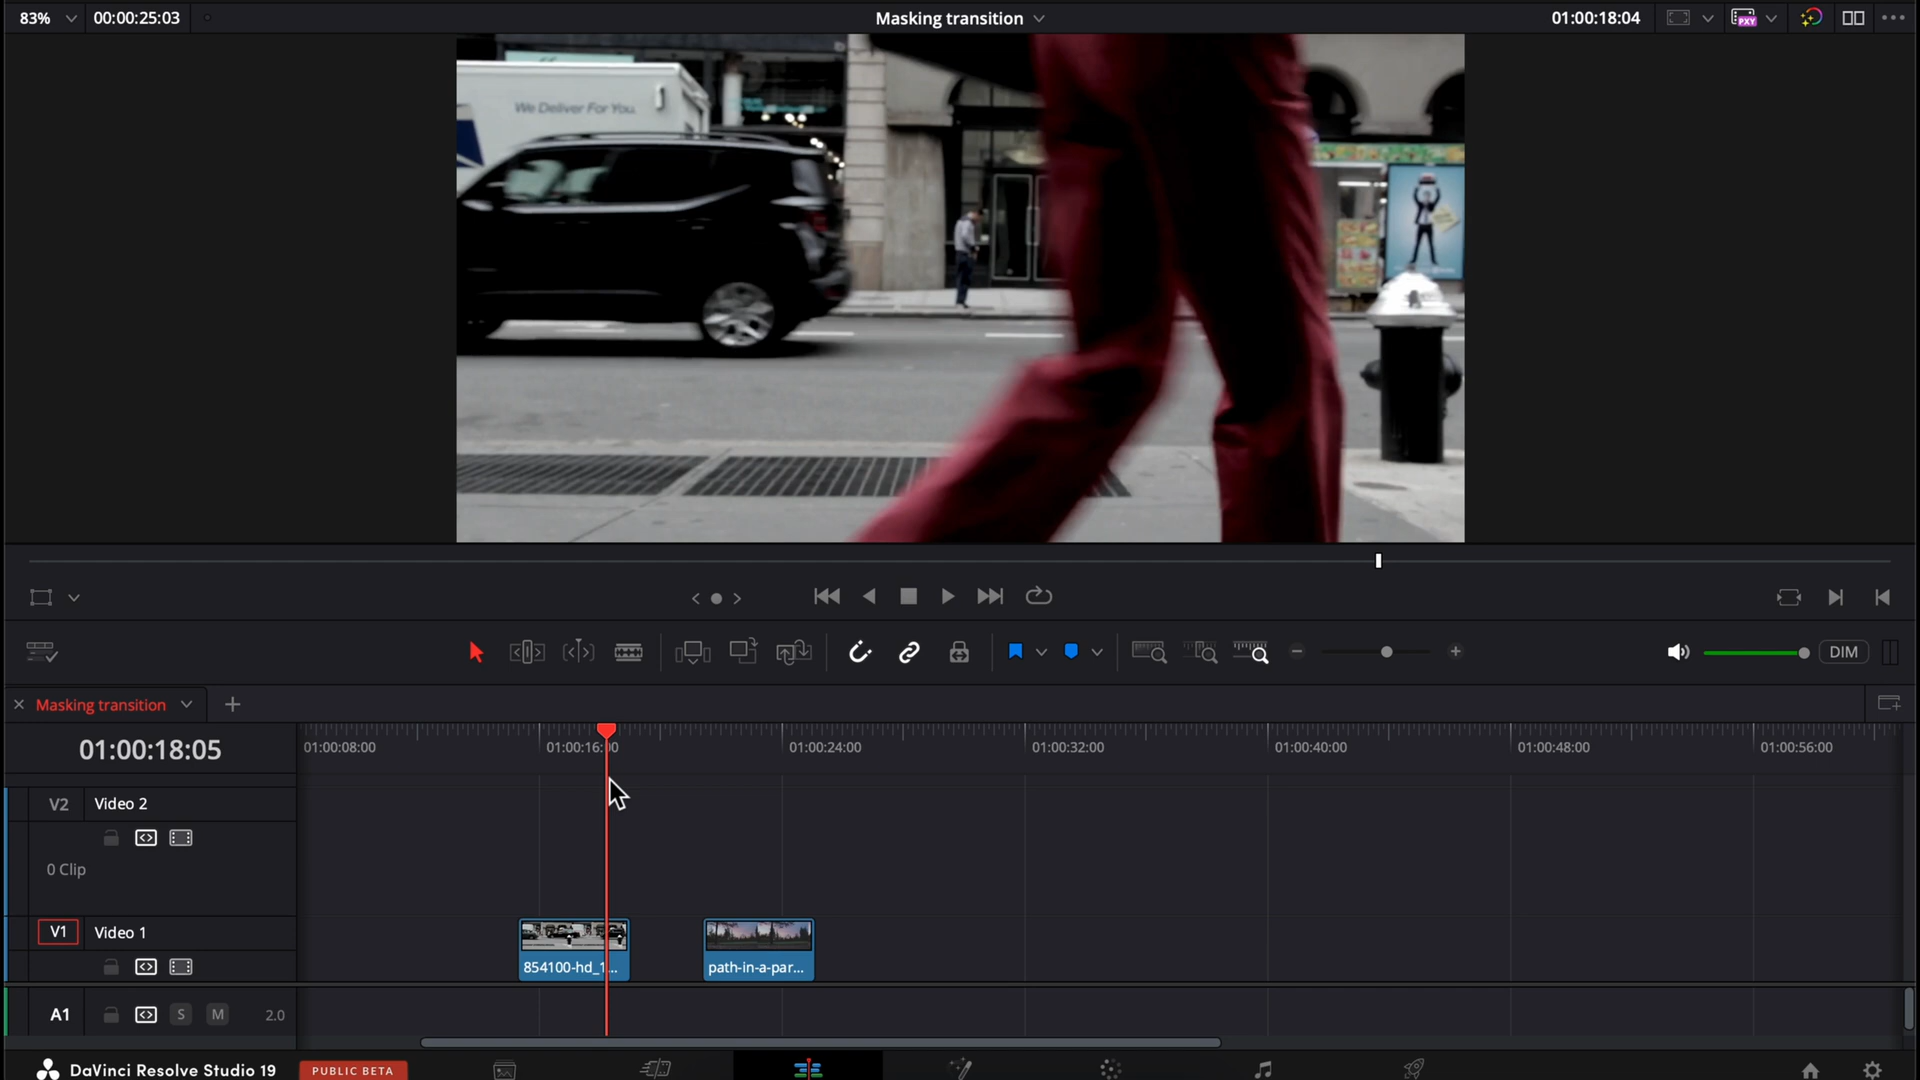 83%
00:00:25:03
Masking transition
01:00:18:04
PXY
We Deliver For You.
DIM
Masking transition
01:00:18:05
01:00:08:00
01:00:16:00
01:00:24:00
01:00:32:00
01:00:40:00
01:00:48:00
01:00:56:00
V2 Video 2
0 Clip
V1 Video 1
854100-hd_1...
path-in-a-par...
A1
S
M
2.0
DaVinci Resolve Studio 19
PUBLIC BETA